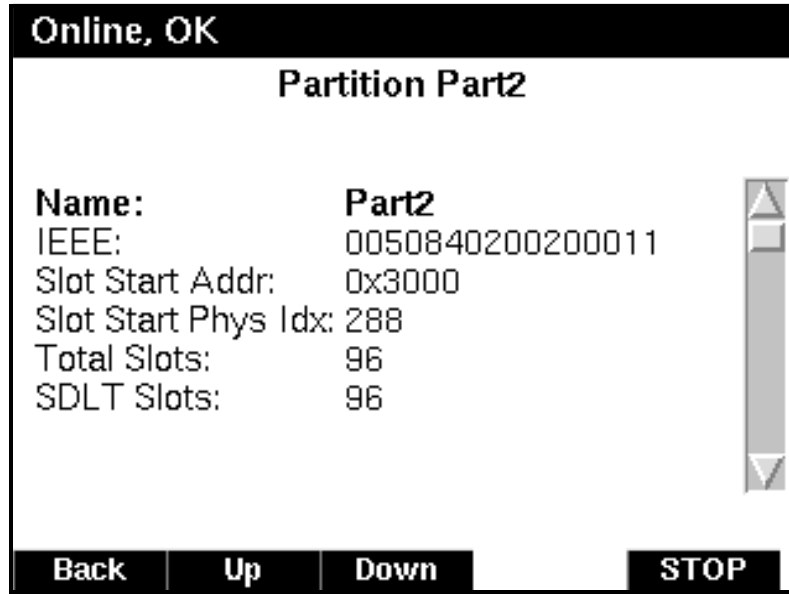 Online, OK
Partition Part2
Name: Part2
IEEE: 0050840200200011
Slot Start Addr: 0x3000
Slot Start Phys Idx: 288
Total Slots: 96
SDLT Slots: 96
Back Up Down STOP